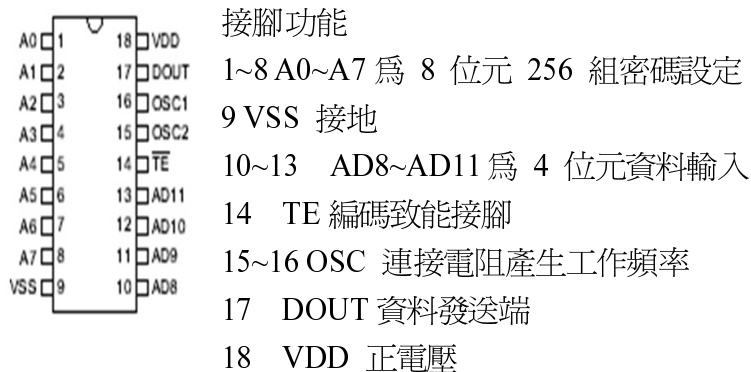 A0 1 18 VDD
A1 2 17 DOUT
A2 3 16 OSC1
A3 4 15 OSC2
A4 5 14 TE
A5 6 13 AD11
A6 7 12 AD10
A7 8 11 AD9
VSS 9 10 AD8
接腳功能
1~8 A0~A7 爲 8 位元 256 組密碼設定
9 VSS 接地
10~13 AD8~AD11 爲 4 位元資料輸入
14 TE 編碼致能接腳
15~16 OSC 連接電阻產生工作頻率
17 DOUT 資料發送端
18 VDD 正電壓